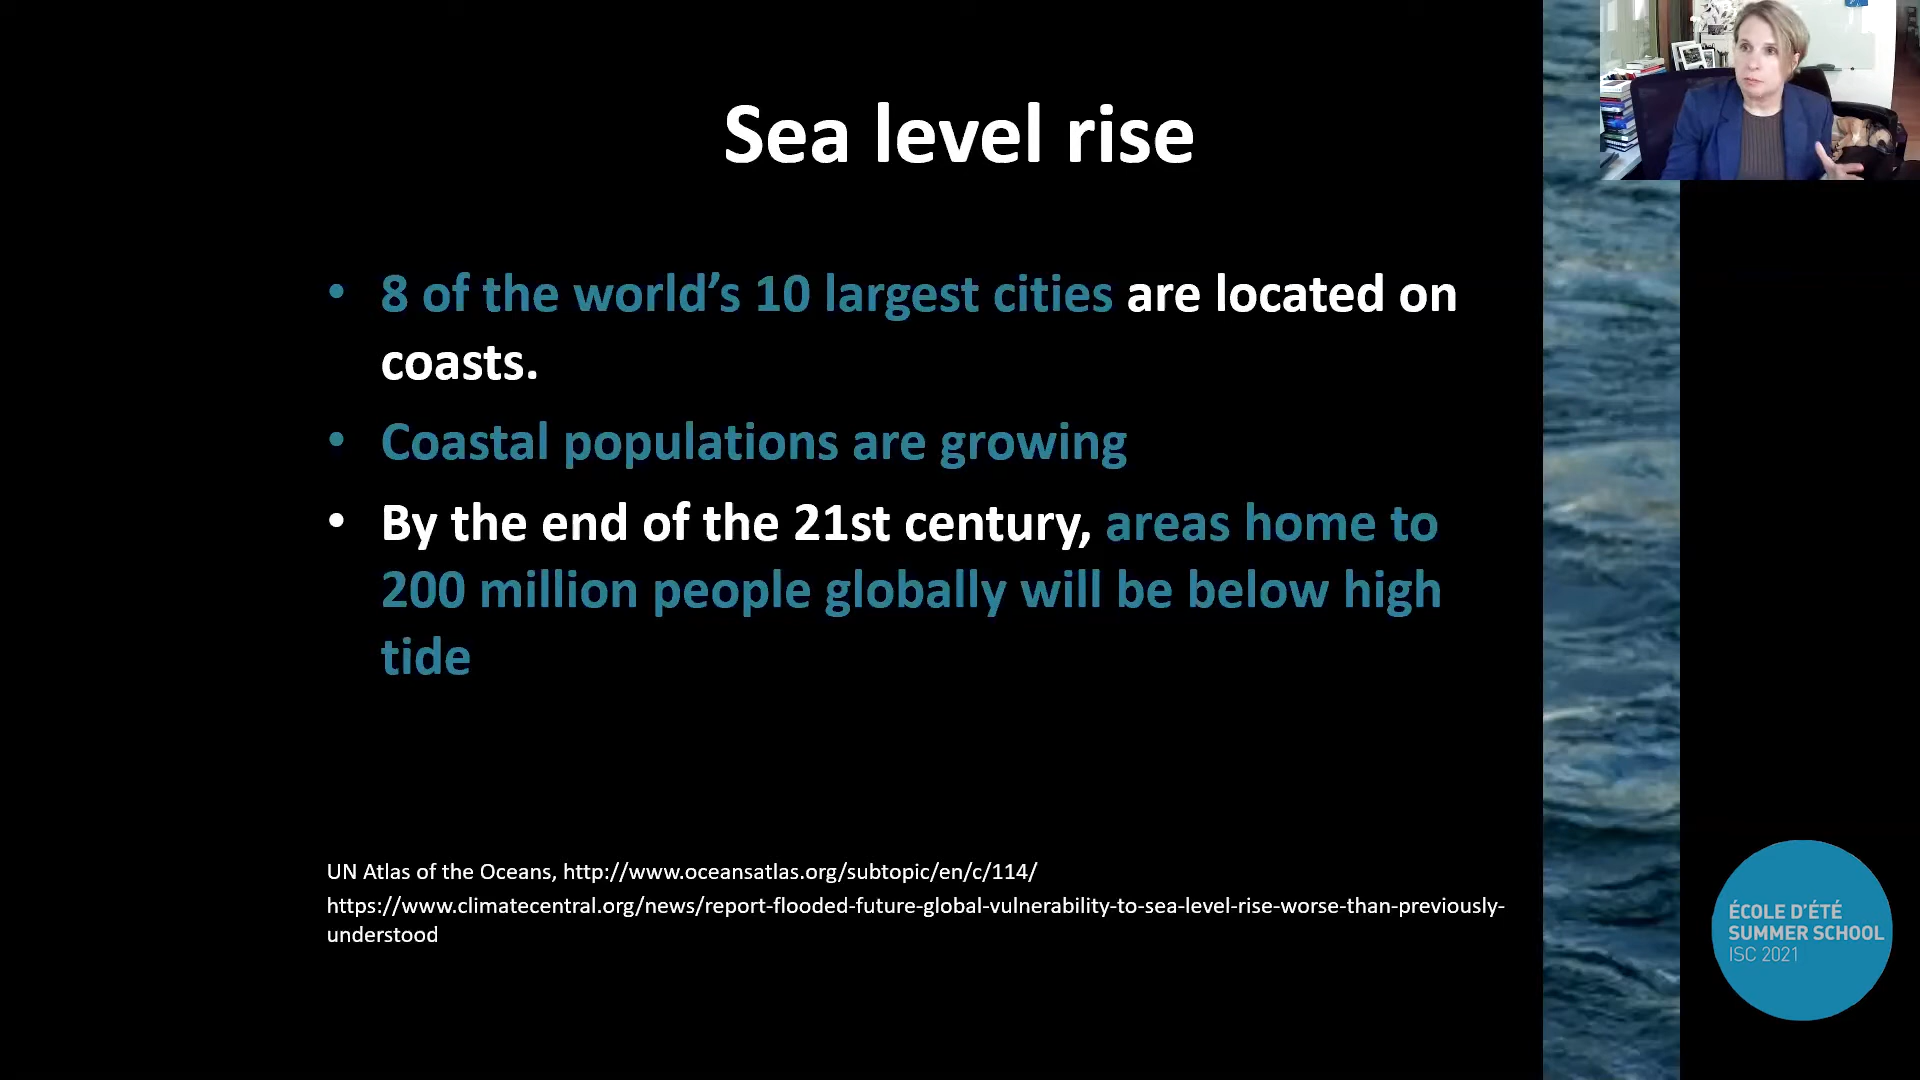 Sea level rise
• 8 of the world’s 10 largest cities are located on
coasts.
• Coastal populations are growing
• By the end of the 21st century, areas home to
200 million people globally will be below high
tide
UN Atlas of the Oceans, http://www.oceansatlas.org/subtopic/en/c/114/
https://www.climatecentral.org/news/report-flooded-future-global-vulnerability-to-sea-level-rise-worse-than-previously-
understood
ÉCOLE D'ÉTÉ
SUMMER SCHOOL
ISC 2021